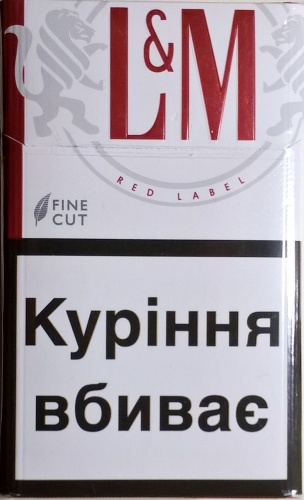 L&M
RED LABEL
FINE
CUT
Куріння
вбиває